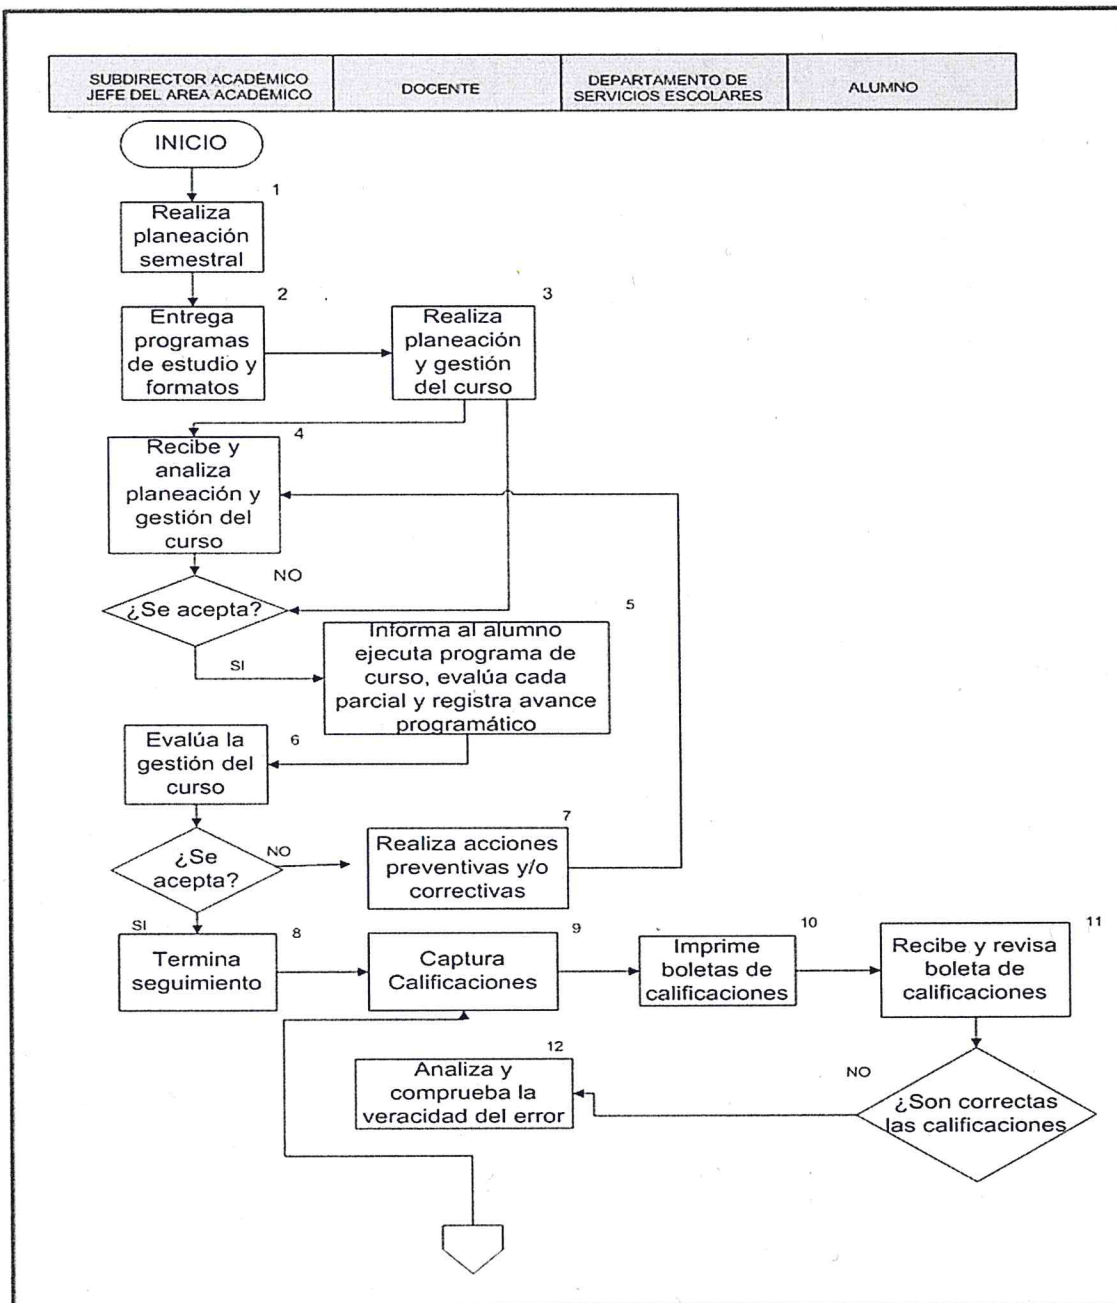 SUBDIRECTOR ACADÉMICO
JEFE DEL AREA ACADÉMICO
DOCENTE
DEPARTAMENTO DE
SERVICIOS ESCOLARES
ALUMNO
INICIO
1
Realiza
planeación
semestral
2
Entrega
programas
de estudio y
formatos
3
Realiza
planeación
y gestión
del curso
4
Recibe y
analiza
planeación y
gestión del
curso
NO
¿Se acepta?
SI
5
Informa al alumno
ejecuta programa de
curso, evalúa cada
parcial y registra avance
programático
6
Evalúa la
gestión del
curso
¿Se
acepta?
NO
7
Realiza acciones
preventivas y/o
correctivas
SI
8
Termina
seguimiento
9
Captura
Calificaciones
10
Imprime
boletas de
calificaciones
11
Recibe y revisa
boleta de
calificaciones
12
Analiza y
comprueba la
veracidad del error
NO
¿Son correctas
las calificaciones